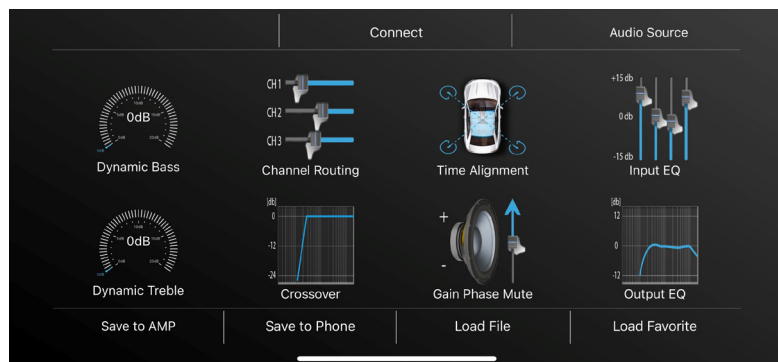 Connect
Audio Source
0dB
Dynamic Bass
CH1
CH2
CH3
Channel Routing
Time Alignment
+15 db
0 db
-15 db
Input EQ
0dB
Dynamic Treble
[db]
0
-12
-24
Crossover
+
-
Gain Phase Mute
[db]
12
0
-12
Output EQ
Save to AMP
Save to Phone
Load File
Load Favorite